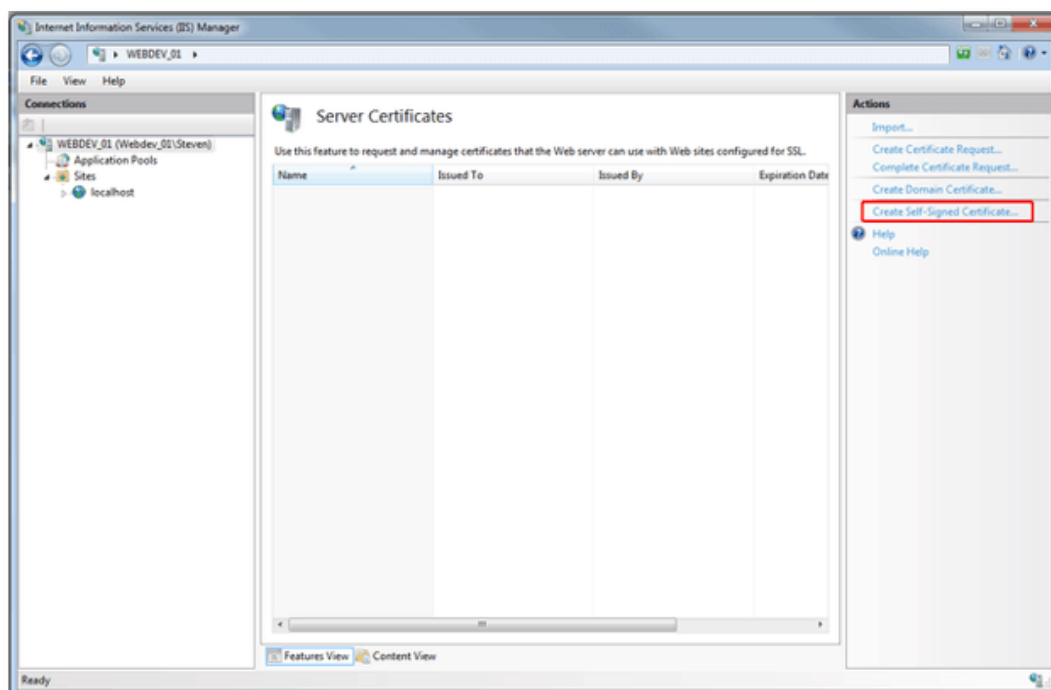 Internet Information Services (IIS) Manager
WEBDEV_01
File View Help
Connections
WEBDEV_01 (Webdev_01\Steven)
Application Pools
Sites
localhost
Server Certificates
Use this feature to request and manage certificates that the Web server can use with Web sites configured for SSL.
Name Issued To Issued By Expiration Date
Features View Content View
Actions
Import...
Create Certificate Request...
Complete Certificate Request...
Create Domain Certificate...
Create Self-Signed Certificate...
Help
Online Help
Ready